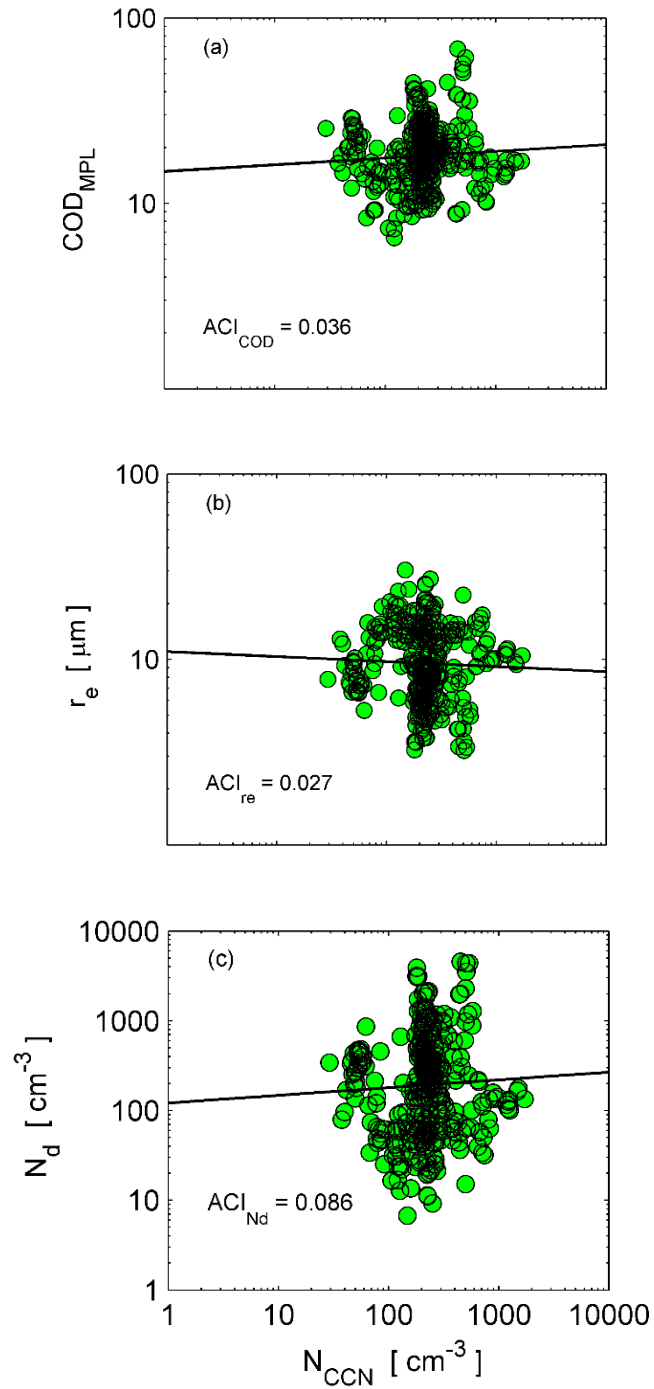 100
(a)
COD_MPL
10
ACI_COD = 0.036
100
(b)
r_e [ μm ]
10
ACI_re = 0.027
10000
(c)
1000
N_d [ cm^-3 ]
100
10
ACI_Nd = 0.086
1
1 10 100 1000 10000
N_CCN [ cm^-3 ]